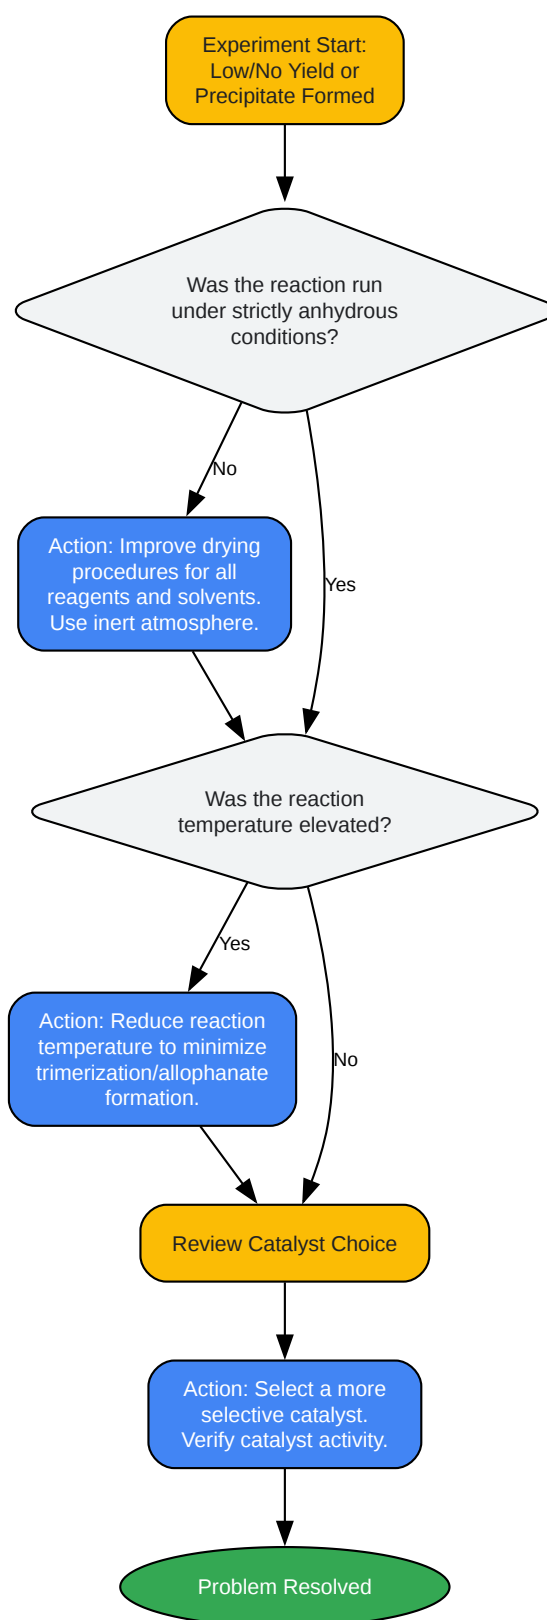 Experiment Start:
Low/No Yield or
Precipitate Formed
Was the reaction run
under strictly anhydrous
conditions?
No
Action: Improve drying
procedures for all
reagents and solvents.
Use inert atmosphere.
Yes
Was the reaction
temperature elevated?
Yes
Action: Reduce reaction
temperature to minimize
trimerization/allophanate
formation.
No
Review Catalyst Choice
Action: Select a more
selective catalyst.
Verify catalyst activity.
Problem Resolved